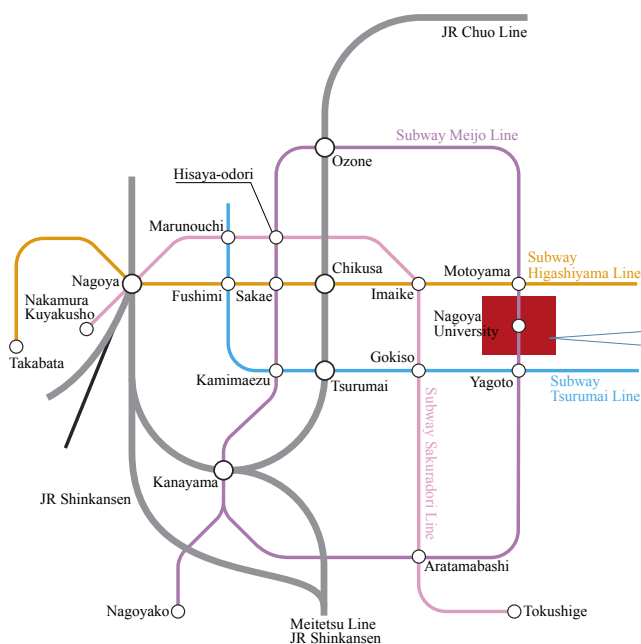 JR Chuo Line
Subway Meijo Line
Ozone
Hisaya-odori
Marunouchi
Nagoya
Chikusa
Motoyama
Subway
Higashiyama Line
Fushimi
Sakae
Imaike
Nakamura
Kuyakusho
Nagoya
University
Takabata
Gokiso
Kamimaezu
Tsurumai
Yagoto
Subway
Tsurumai Line
Subway Sakuradori Line
Kanayama
JR Shinkansen
Aratamabashi
Nagoyako
Tokushige
Meitetsu Line
JR Shinkansen